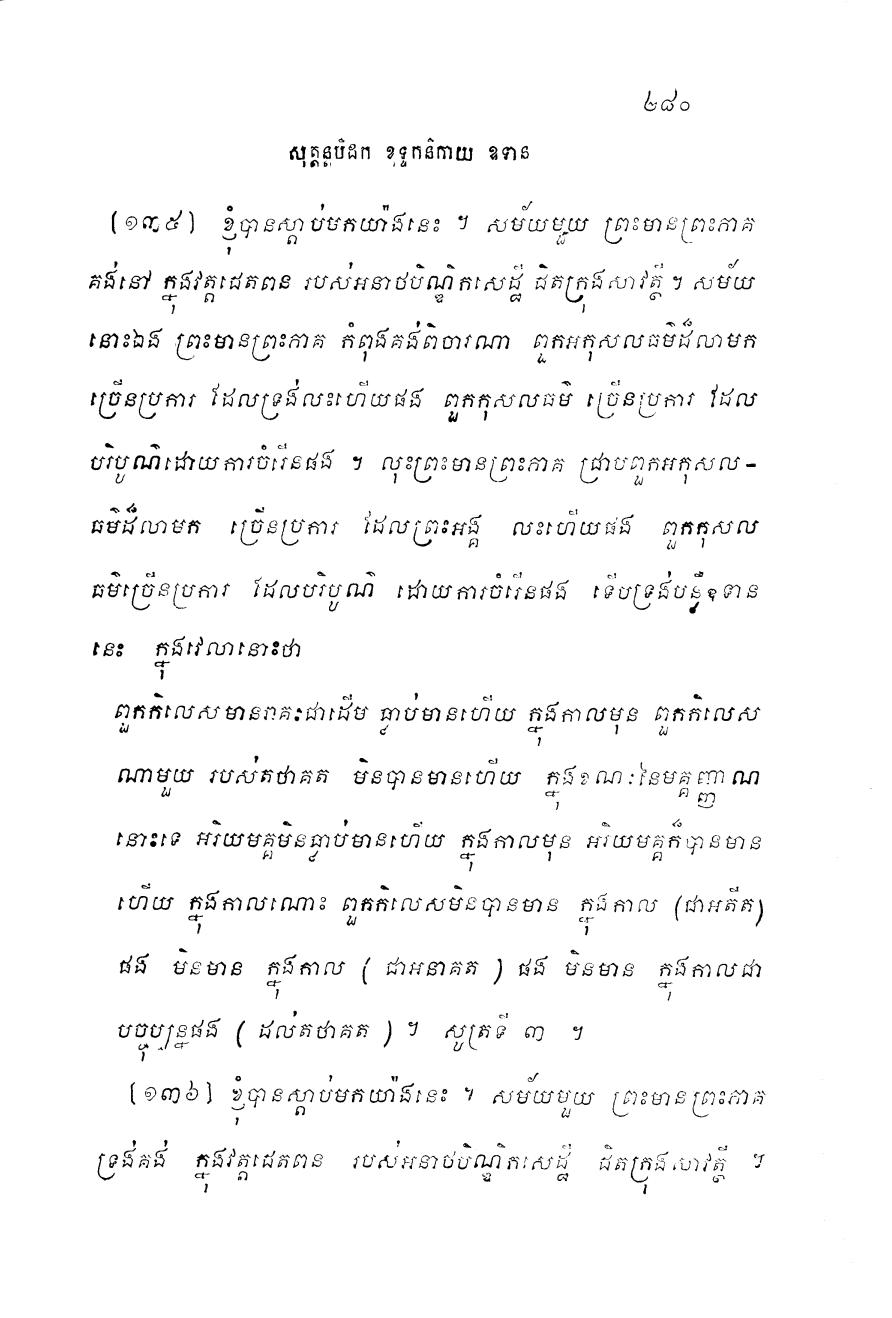 ២៨០
សុត្តន្តបិដក ខុទ្ទកនិកាយ ឧទាន
(១៣៥) ខ្ញុំបានស្តាប់មកយ៉ាងនេះ ។ សម័យមួយ ព្រះមានព្រះភាគ
គង់នៅ ក្នុងវត្តជេតពន របស់អនាថបិណ្ឌិកសេដ្ឋី ជិតក្រុងសាវត្ថី ។ សម័យ
នោះឯង ព្រះមានព្រះភាគ កំពុងគង់ពិចារណា ពួកអកុសលធម៌ដ៏លាមក
ច្រើនប្រការ ដែលទ្រង់លះហើយផង ពួកកុសលធម៌ ច្រើនប្រការ ដែល
បរិបូណ៌ដោយការចំរើនផង ។ លុះព្រះមានព្រះភាគ ជ្រាបពួកអកុសល-
ធម៌ដ៏លាមក ច្រើនប្រការ ដែលព្រះអង្គ លះហើយផង ពួកកុសល
ធម៌ច្រើនប្រការ ដែលបរិបូណ៌ ដោយការចំរើនផង ទើបទ្រង់បន្លឺឧទាន
នេះ ក្នុងវេលានោះថា
ពួកកិលេសមានរាគៈជាដើម ធ្លាប់មានហើយ ក្នុងកាលមុន ពួកកិលេស
ណាមួយ របស់តថាគត មិនបានមានហើយ ក្នុងខណៈនៃមគ្គញ្ញាណ
នោះទេ អរិយមគ្គមិនធ្លាប់មានហើយ ក្នុងកាលមុន អរិយមគ្គក៏បានមាន
ហើយ ក្នុងកាលណោះ ពួកកិលេសមិនបានមាន ក្នុងកាល (ជាអតីត)
ផង មិនមាន ក្នុងកាល ( ជាអនាគត ) ផង មិនមាន ក្នុងកាលជា
បច្ចុប្បន្នផង ( ដល់តថាគត ) ។ សូត្រទី ៣ ។
(១៣៦) ខ្ញុំបានស្តាប់មកយ៉ាងនេះ ។ សម័យមួយ ព្រះមានព្រះភាគ
ទ្រង់គង់ ក្នុងវត្តជេតពន របស់អនាថបិណ្ឌិកសេដ្ឋី ជិតក្រុងសាវត្ថី ។